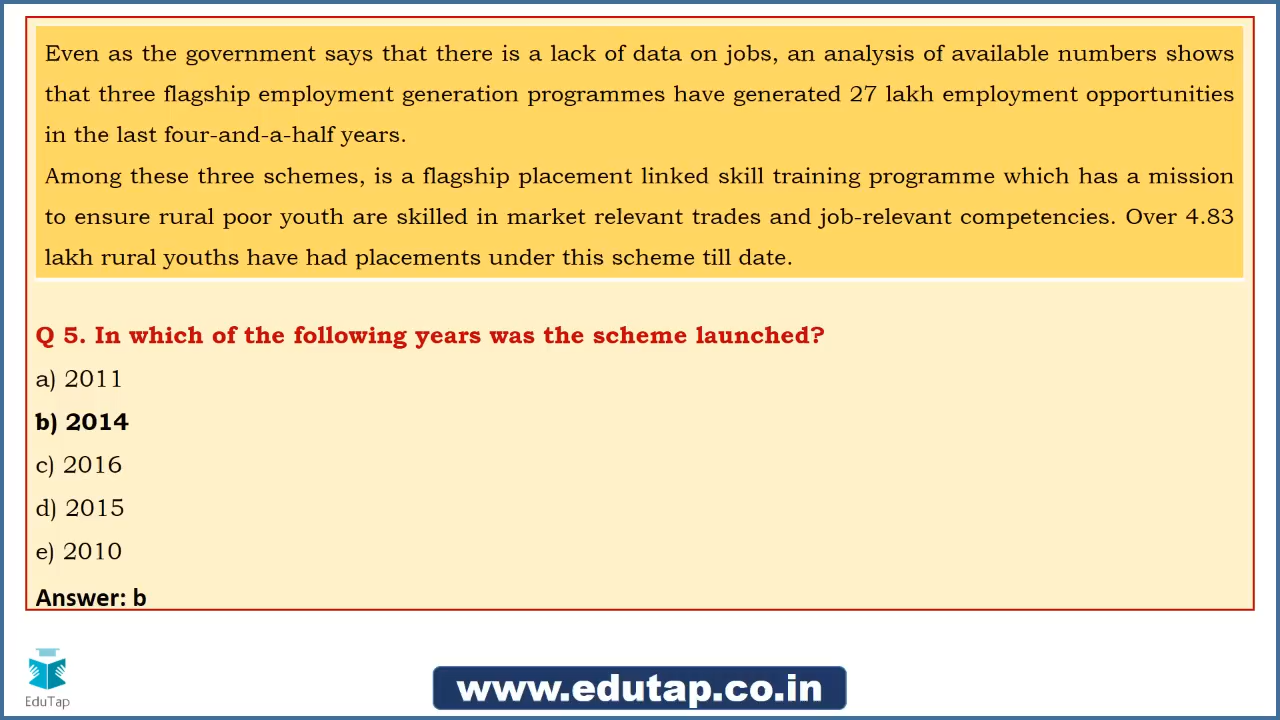 Even as the government says that there is a lack of data on jobs, an analysis of available numbers shows
that three flagship employment generation programmes have generated 27 lakh employment opportunities
in the last four-and-a-half years.
Among these three schemes, is a flagship placement linked skill training programme which has a mission
to ensure rural poor youth are skilled in market relevant trades and job-relevant competencies. Over 4.83
lakh rural youths have had placements under this scheme till date.
Q 5. In which of the following years was the scheme launched?
a) 2011
b) 2014
c) 2016
d) 2015
e) 2010
Answer: b
EduTap
www.edutap.co.in